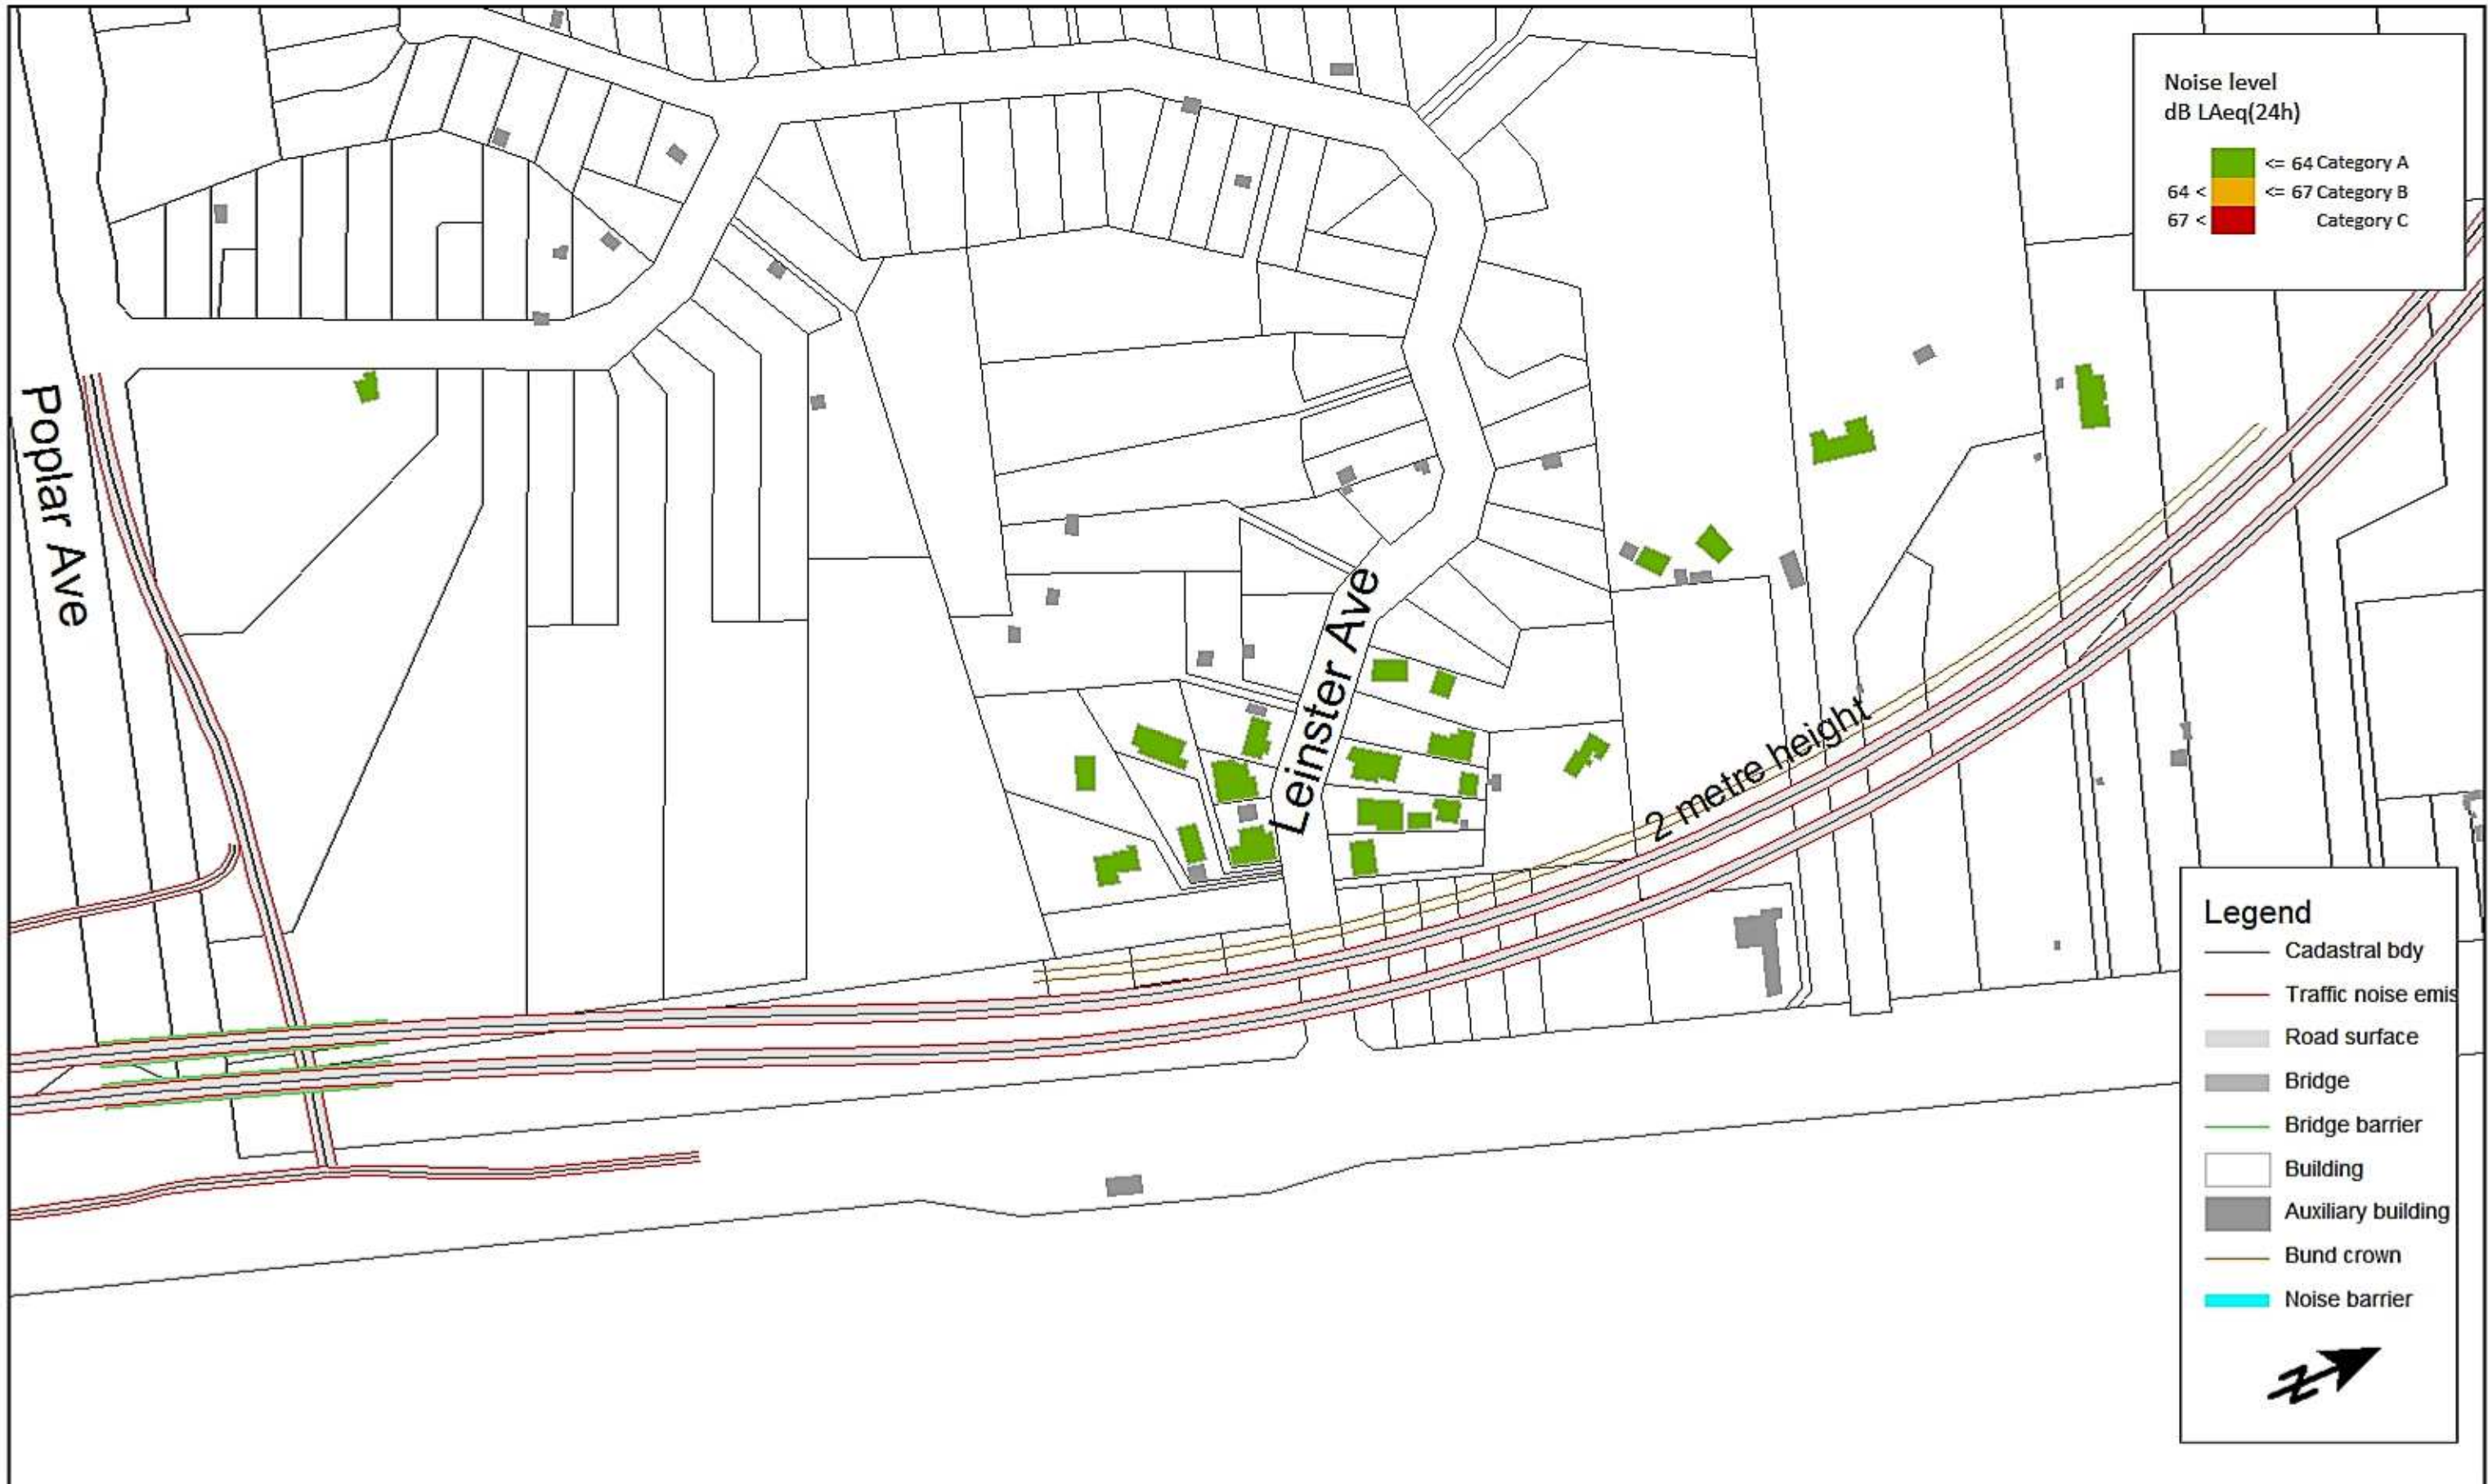 Noise level
dB LAeq(24h)
<= 64 Category A
64 < <= 67 Category B
67 < Category C
Poplar Ave
Leinster Ave
2 metre height
Legend
Cadastral bdy
Traffic noise emis
Road surface
Bridge
Bridge barrier
Building
Auxiliary building
Bund crown
Noise barrier
N